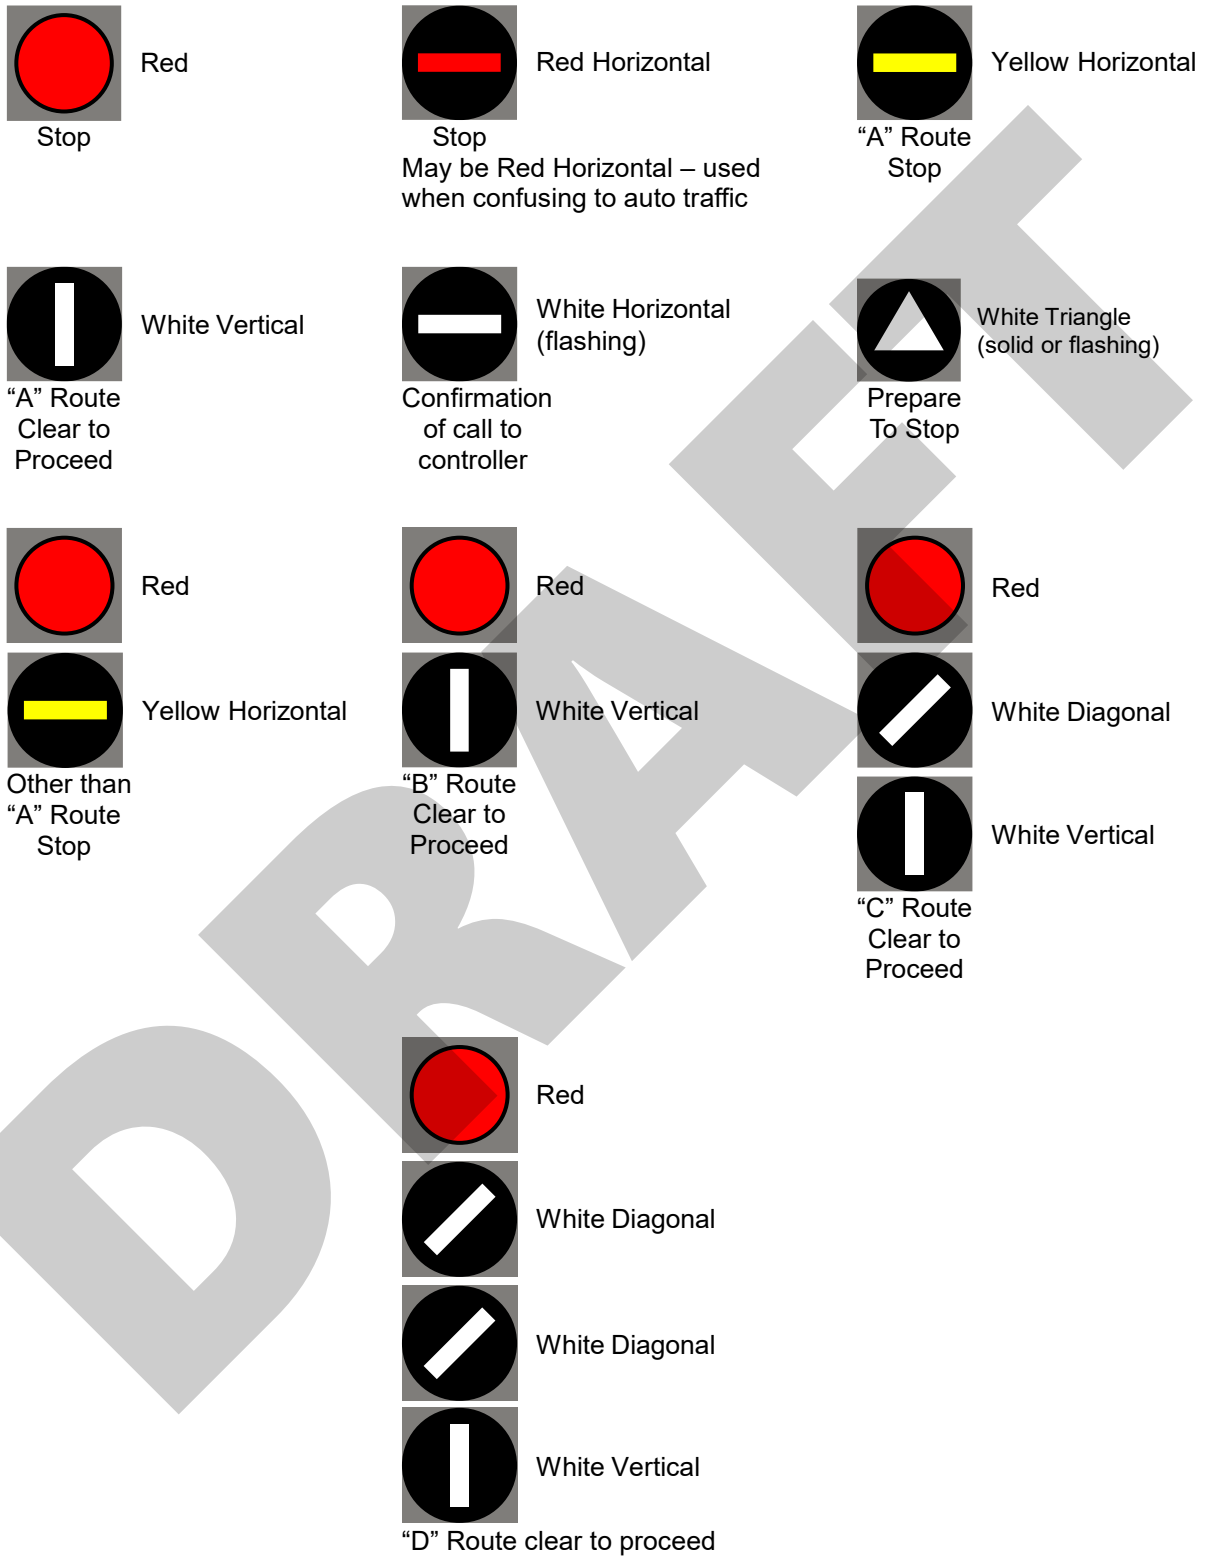 Red
Stop
Red Horizontal
Stop
May be Red Horizontal – used
when confusing to auto traffic
Yellow Horizontal
“A” Route
Stop
White Vertical
“A” Route
Clear to
Proceed
White Horizontal
(flashing)
Confirmation
of call to
controller
White Triangle
(solid or flashing)
Prepare
To Stop
Red
Yellow Horizontal
Other than
“A” Route
Stop
Red
White Vertical
“B” Route
Clear to
Proceed
Red
White Diagonal
White Vertical
“C” Route
Clear to
Proceed
Red
White Diagonal
White Diagonal
White Vertical
“D” Route clear to proceed
DRAFT